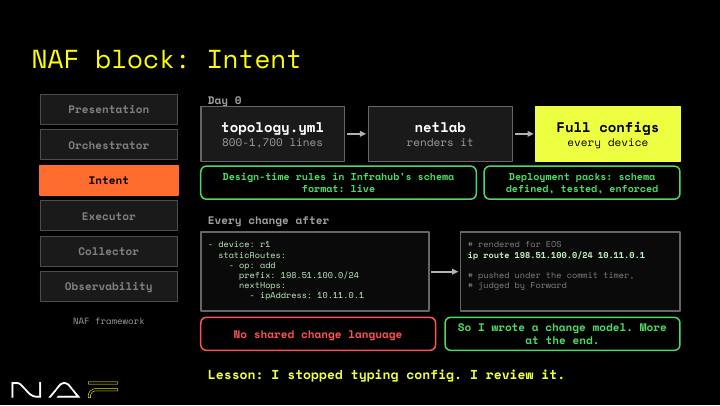 NAF block: Intent
Presentation
Orchestrator
Intent
Executor
Collector
Observability
NAF framework
Day 0
topology.yml
800-1,700 lines
netlab
renders it
Full configs
every device
Design-time rules in Infrahub's schema
format: live
Deployment packs: schema
defined, tested, enforced
Every change after
- device: r1
  staticRoutes:
    - op: add
      prefix: 198.51.100.0/24
      nextHops:
        - ipAddress: 10.11.0.1
# rendered for EOS
ip route 198.51.100.0/24 10.11.0.1
# pushed under the commit timer,
# judged by Forward
No shared change language
So I wrote a change model. More
at the end.
Lesson: I stopped typing config. I review it.
NAF